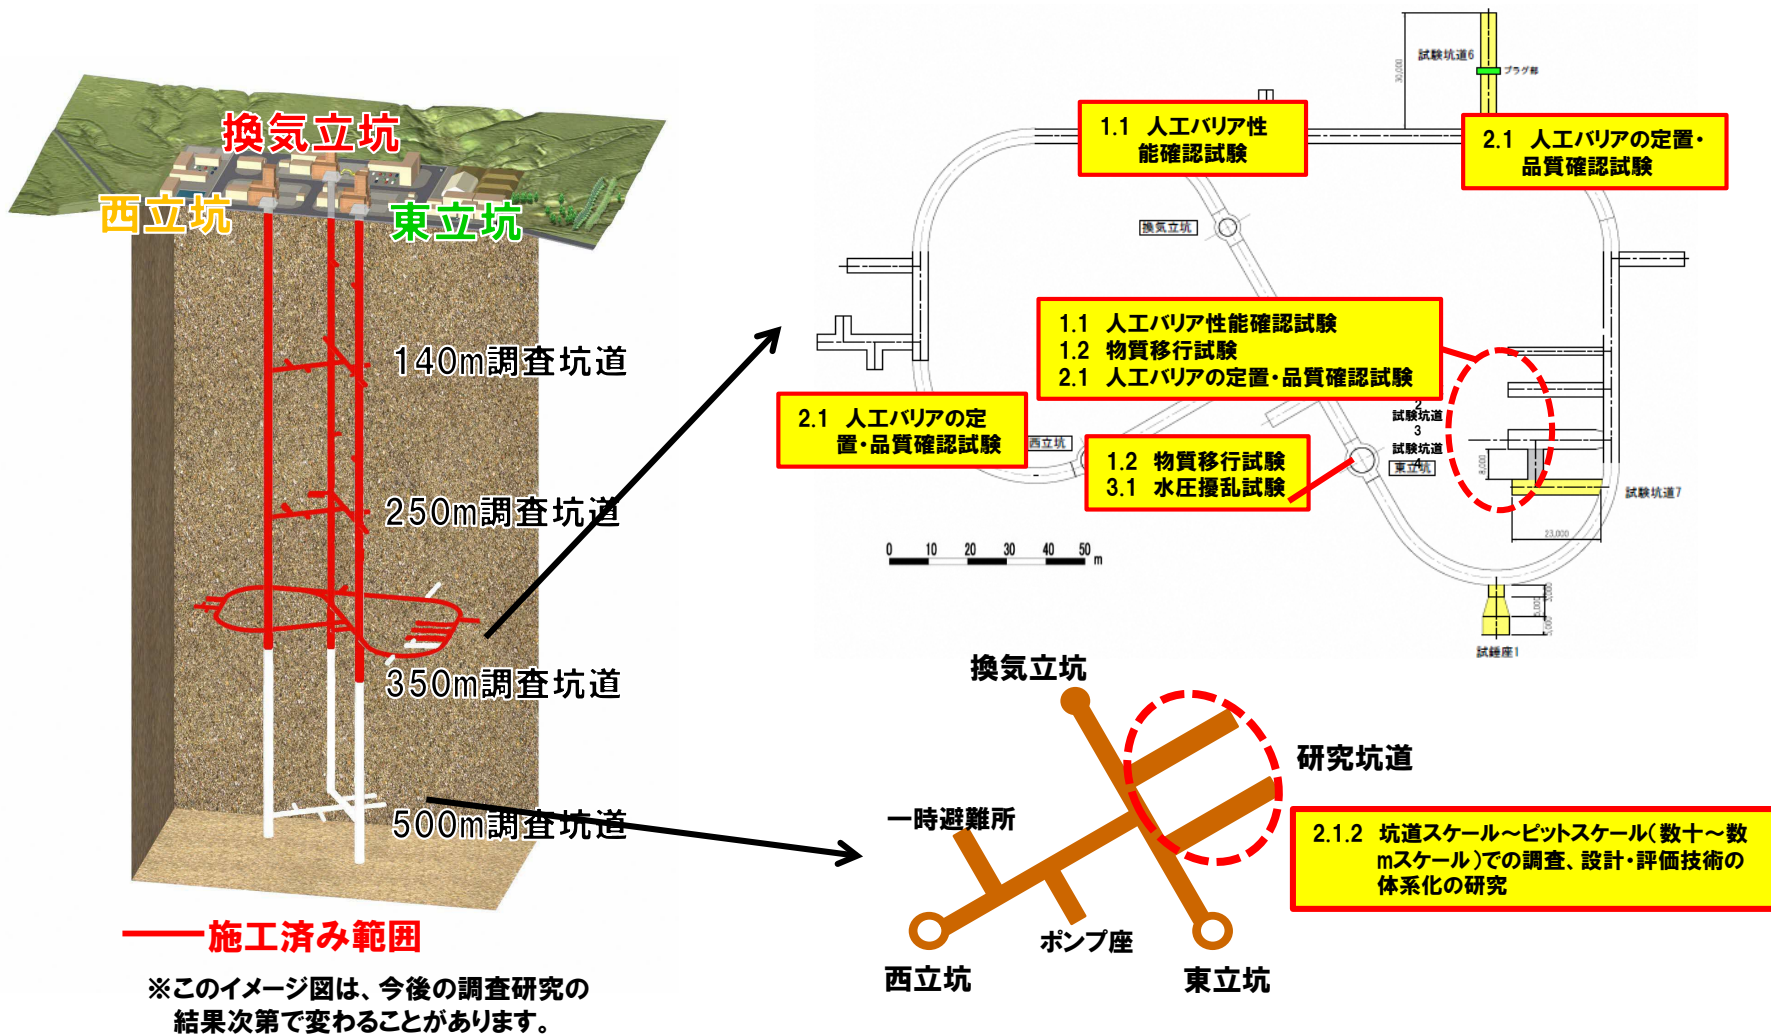 換気立坑
西立坑
東立坑
140m調査坑道
250m調査坑道
350m調査坑道
500m調査坑道
施工済み範囲
※このイメージ図は、今後の調査研究の
結果次第で変わることがあります。
試験坑道6
プラグ部
30,000
1.1 人工バリア性
能確認試験
2.1 人工バリアの定置・
品質確認試験
換気立坑
1.1 人工バリア性能確認試験
1.2 物質移行試験
2.1 人工バリアの定置・品質確認試験
2.1 人工バリアの定
置・品質確認試験
西立坑
1.2 物質移行試験
3.1 水圧擾乱試験
2
試験坑道
3
試験坑道
4
東立坑
8,000
試験坑道7
23,000
0 10 20 30 40 50 m
5,000
試錐座1
換気立坑
研究坑道
一時避難所
ポンプ座
西立坑
東立坑
2.1.2 坑道スケール～ピットスケール(数十～数
mスケール)での調査、設計・評価技術の
体系化の研究